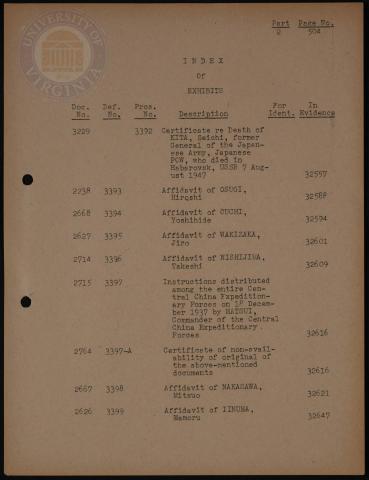 UNIVERSITY OF VIRGINIA
Part Page No.
2 504
INDEX
Of
EXHIBITS
Doc. Def. Pros. For In
No. No. No. Description Ident. Evidence
3229 3392 Certificate re Death of
KITA, Seichi, former
General of the Japan-
ese Army, Japanese
POW, who died in
Habarovsk, USSR 7 Aug-
ust 1947 32557
2238 3393 Affidavit of OSUGI,
Hiroshi 32588
2668 3394 Affidavit of OUCHI,
Yoshihide 32594
2627 3395 Affidavit of WAKIZAKA,
Jiro 32601
2714 3396 Affidavit of NISHIJIMA,
Takeshi 32609
2715 3397 Instructions distributed
among the entire Cen-
tral China Expedition-
ary Forces on 18 Decem-
ber 1937 by MATSUI,
Commander of the Central
China Expeditionary
Forces 32616
2764 3397-A Certificate of non-avail-
ability of original of
the above-mentioned
documents 32616
2667 3398 Affidavit of NAKASAWA,
Mitsuo 32621
2626 3399 Affidavit of IINUMA,
Mamoru 32647